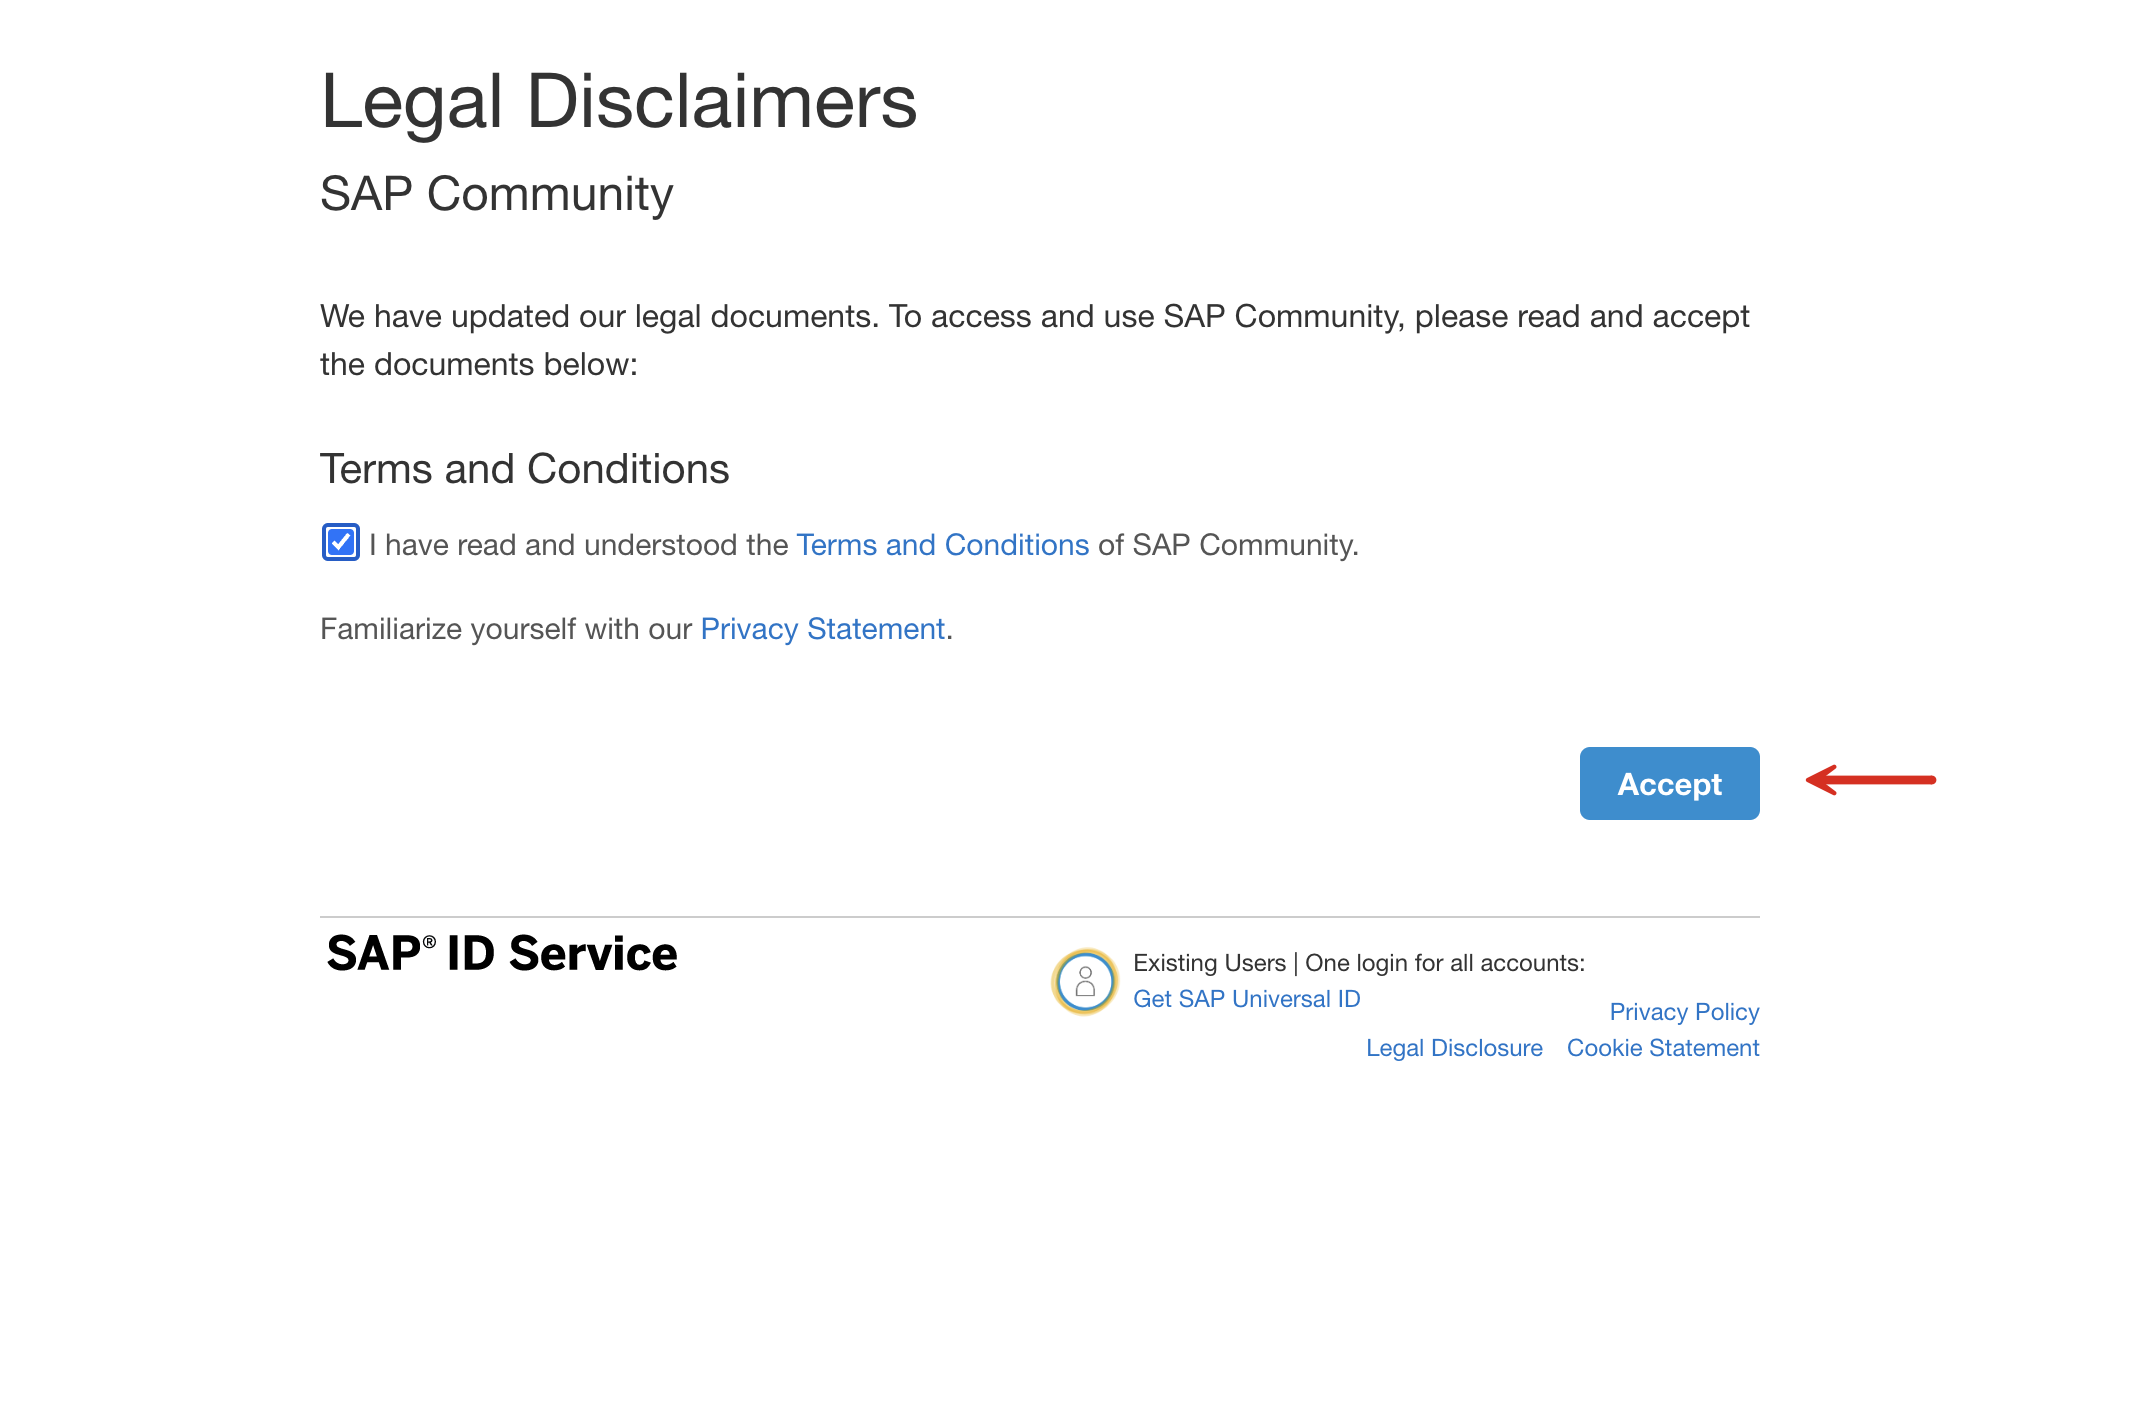 Legal Disclaimers
SAP Community
We have updated our legal documents. To access and use SAP Community, please read and accept
the documents below:
Terms and Conditions
I have read and understood the Terms and Conditions of SAP Community.
Familiarize yourself with our Privacy Statement.
Accept
SAP® ID Service
Existing Users | One login for all accounts:
Get SAP Universal ID
Privacy Policy
Legal Disclosure Cookie Statement